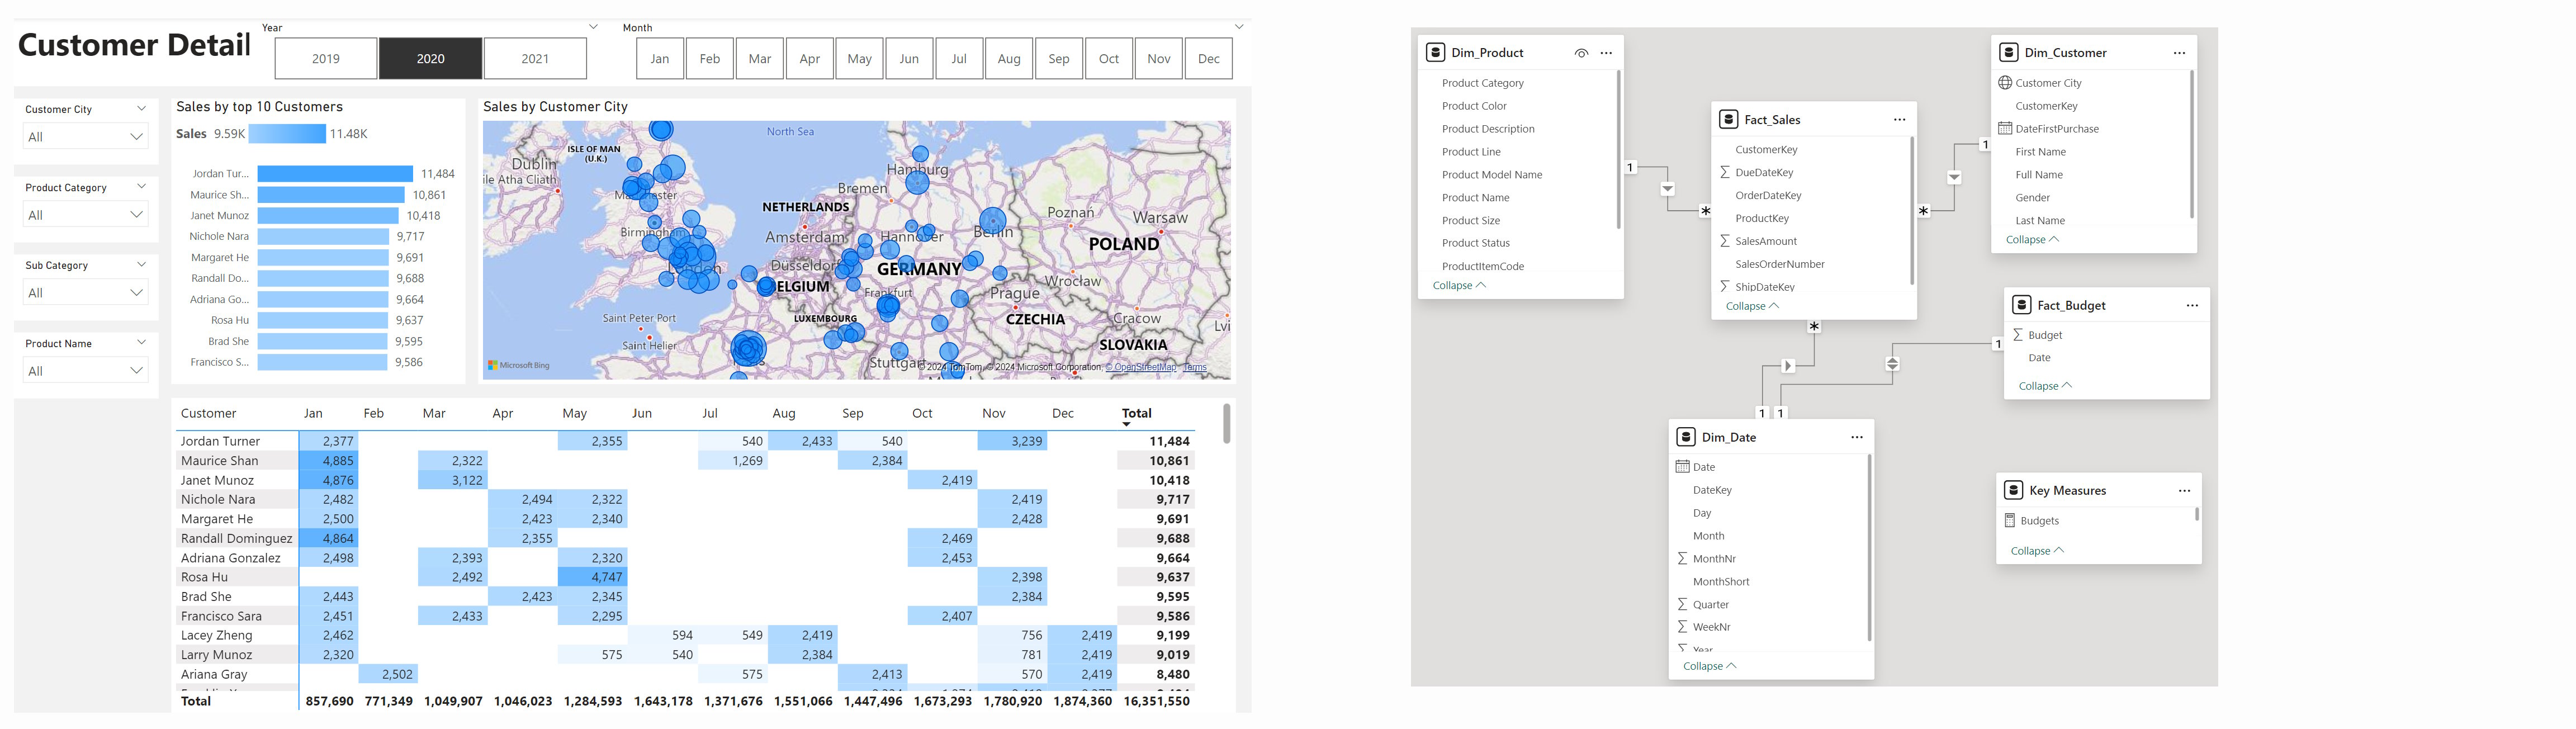 Customer Detail
Year
2019 2020 2021
Month
Jan Feb Mar Apr May Jun Jul Aug Sep Oct Nov Dec
Customer City
All
Product Category
All
Sub Category
All
Product Name
All
Sales by top 10 Customers
Sales 9.59K 11.48K
Jordan Tur... 11,484
Maurice Sh... 10,861
Janet Munoz 10,418
Nichole Nara 9,717
Margaret He 9,691
Randall Do... 9,688
Adriana Go... 9,664
Rosa Hu 9,637
Brad She 9,595
Francisco S... 9,586
Sales by Customer City
North Sea
ISLE OF MAN
(U.K.)
Dublin
ile Atha Cliath
Hamburg
Bremen
NETHERLANDS
Poznań
Warsaw
Birmingham
Amsterdam
Hannover
Berlin
POLAND
London
Düsseldorf
GERMANY
ELGIUM
Wrocław
Frankfurt
Prague
Saint Peter Port
LUXEMBOURG
CZECHIA
Cracow
Lvi
Saint Helier
SLOVAKIA
Stuttgar
Microsoft Bing
© 2024 TomTom, © 2024 Microsoft Corporation, © OpenStreetMap Terms
Customer Jan Feb Mar Apr May Jun Jul Aug Sep Oct Nov Dec Total
Jordan Turner 2,377 2,355 540 2,433 540 3,239 11,484
Maurice Shan 4,885 2,322 1,269 2,384 10,861
Janet Munoz 4,876 3,122 2,419 10,418
Nichole Nara 2,482 2,494 2,322 2,419 9,717
Margaret He 2,500 2,423 2,340 2,428 9,691
Randall Dominguez 4,864 2,355 2,469 9,688
Adriana Gonzalez 2,498 2,393 2,320 2,453 9,664
Rosa Hu 2,492 4,747 2,398 9,637
Brad She 2,443 2,423 2,345 2,384 9,595
Francisco Sara 2,451 2,433 2,295 2,407 9,586
Lacey Zheng 2,462 594 549 2,419 756 2,419 9,199
Larry Munoz 2,320 575 540 2,384 781 2,419 9,019
Ariana Gray 2,502 575 2,413 570 2,419 8,480
Total 857,690 771,349 1,049,907 1,046,023 1,284,593 1,643,178 1,371,676 1,551,066 1,447,496 1,673,293 1,780,920 1,874,360 16,351,550
Dim_Product
Product Category
Product Color
Product Description
Product Line
Product Model Name
Product Name
Product Size
Product Status
ProductItemCode
Collapse
1
*
Fact_Sales
CustomerKey
DueDateKey
OrderDateKey
ProductKey
SalesAmount
SalesOrderNumber
ShipDateKey
Collapse
*
1
*
Dim_Customer
Customer City
CustomerKey
DateFirstPurchase
First Name
Full Name
Gender
Last Name
Collapse
Fact_Budget
Budget
Date
Collapse
1
1 1
Dim_Date
Date
DateKey
Day
Month
MonthNr
MonthShort
Quarter
WeekNr
Year
Collapse
Key Measures
Budgets
Collapse